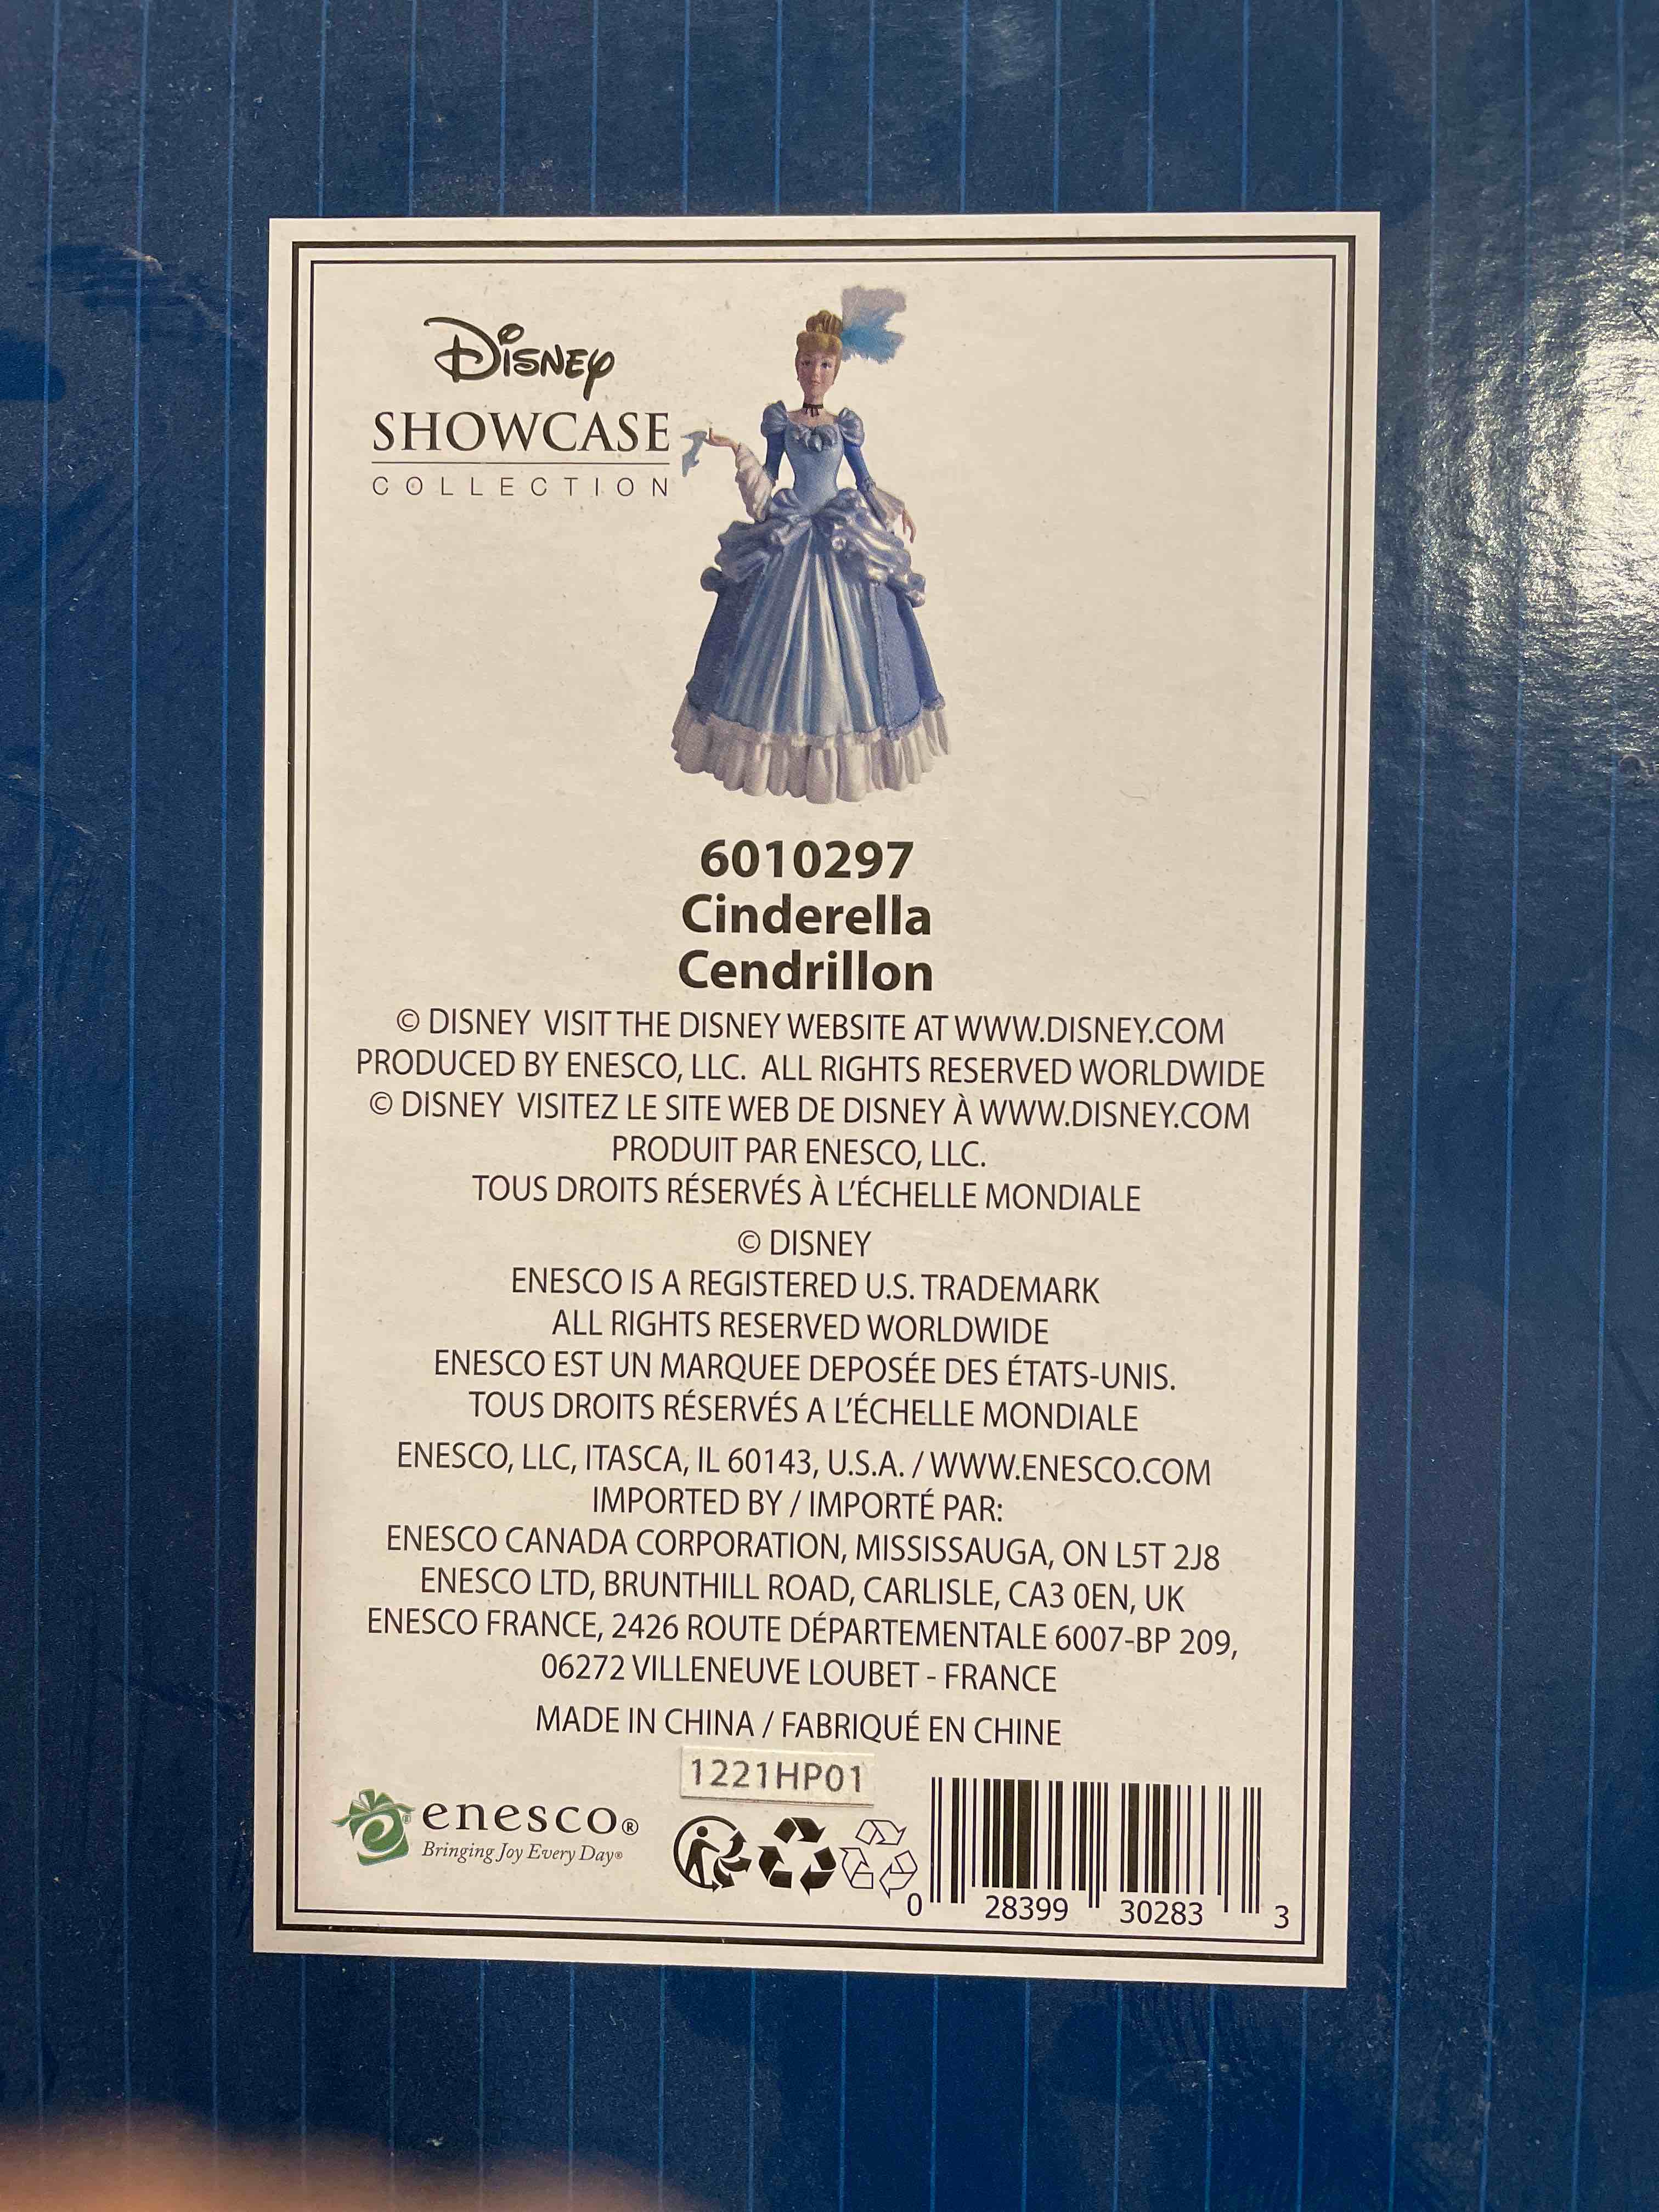 Disney
SHOWCASE
COLLECTION
6010297
Cinderella
Cendrillon
© DISNEY VISIT THE DISNEY WEBSITE AT WWW.DISNEY.COM
PRODUCED BY ENESCO, LLC. ALL RIGHTS RESERVED WORLDWIDE
© DISNEY VISITEZ LE SITE WEB DE DISNEY À WWW.DISNEY.COM
PRODUIT PAR ENESCO, LLC.
TOUS DROITS RÉSERVÉS À L'ÉCHELLE MONDIALE
© DISNEY
ENESCO IS A REGISTERED U.S. TRADEMARK
ALL RIGHTS RESERVED WORLDWIDE
ENESCO EST UN MARQUEE DEPOSÉE DES ÉTATS-UNIS.
TOUS DROITS RÉSERVÉS A L'ÉCHELLE MONDIALE
ENESCO, LLC, ITASCA, IL 60143, U.S.A. / WWW.ENESCO.COM
IMPORTED BY / IMPORTÉ PAR:
ENESCO CANADA CORPORATION, MISSISSAUGA, ON L5T 2J8
ENESCO LTD, BRUNTHILL ROAD, CARLISLE, CA3 0EN, UK
ENESCO FRANCE, 2426 ROUTE DÉPARTEMENTALE 6007-BP 209,
06272 VILLENEUVE LOUBET - FRANCE
MADE IN CHINA / FABRIQUÉ EN CHINE
1221HP01
enesco®
Bringing Joy Every Day®
0 28399 30283 3